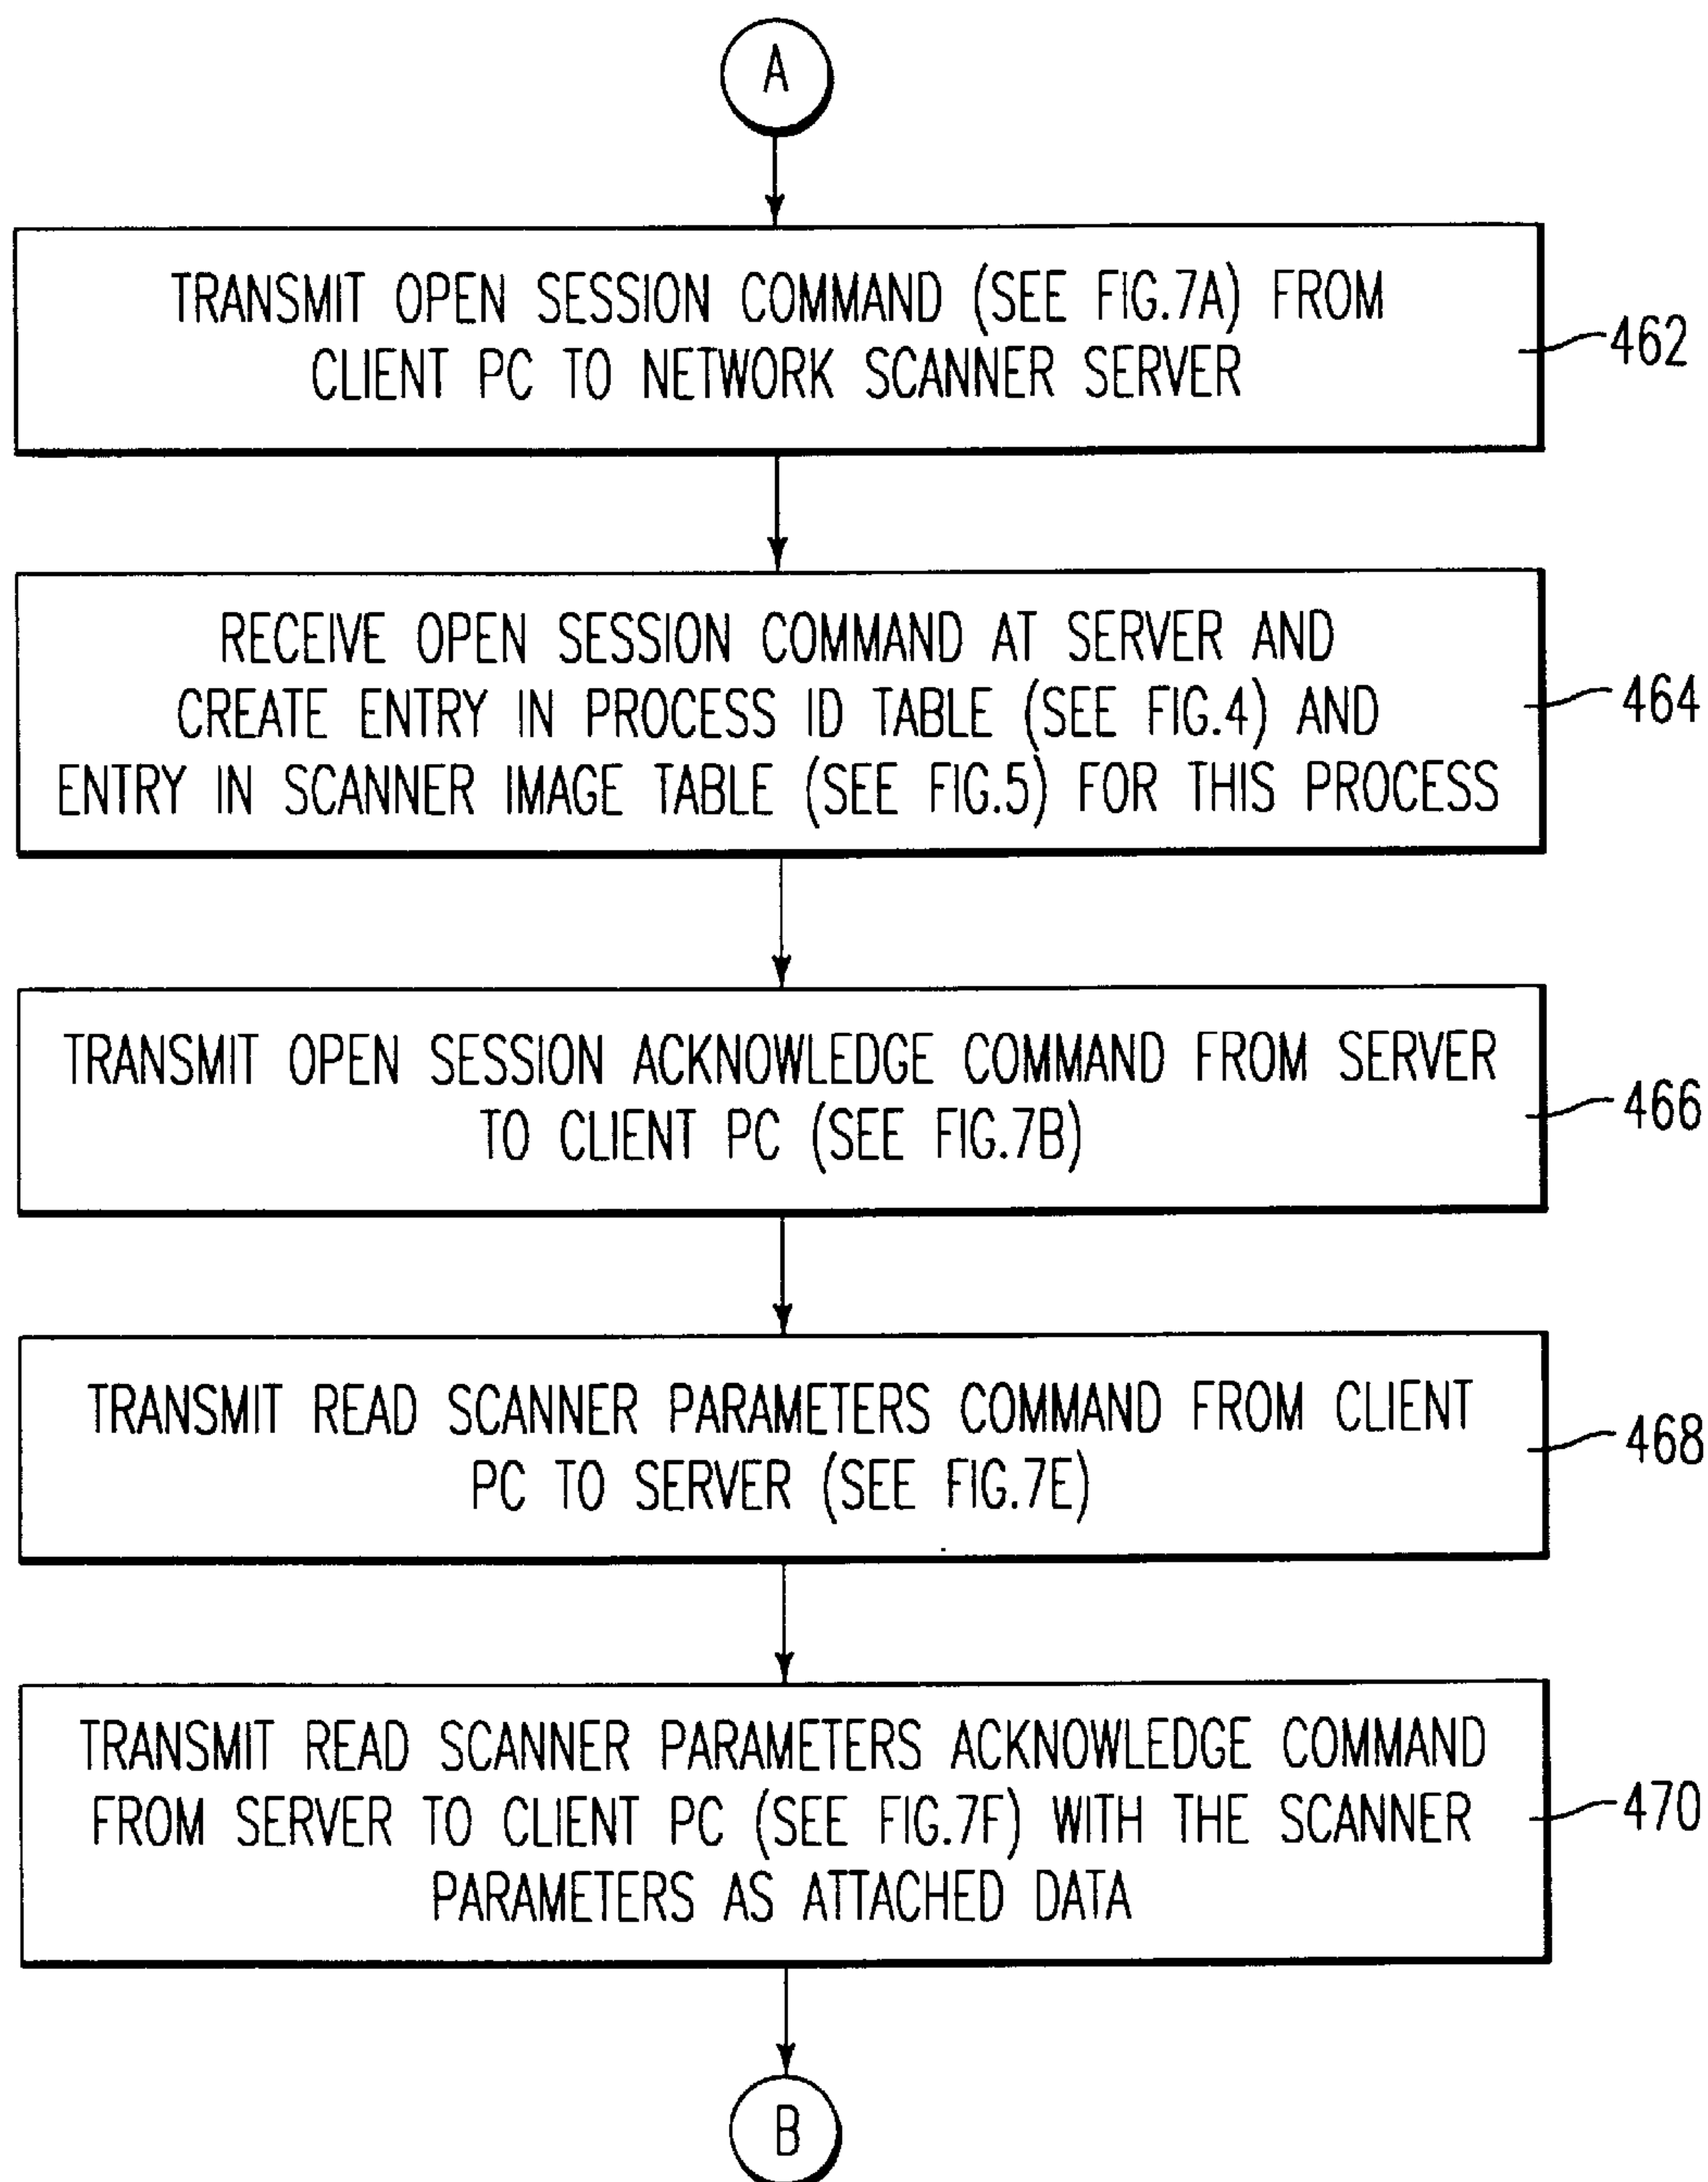 A
TRANSMIT OPEN SESSION COMMAND (SEE FIG.7A) FROM
CLIENT PC TO NETWORK SCANNER SERVER
462
RECEIVE OPEN SESSION COMMAND AT SERVER AND
CREATE ENTRY IN PROCESS ID TABLE (SEE FIG.4) AND
ENTRY IN SCANNER IMAGE TABLE (SEE FIG.5) FOR THIS PROCESS
464
TRANSMIT OPEN SESSION ACKNOWLEDGE COMMAND FROM SERVER
TO CLIENT PC (SEE FIG.7B)
466
TRANSMIT READ SCANNER PARAMETERS COMMAND FROM CLIENT
PC TO SERVER (SEE FIG.7E)
468
TRANSMIT READ SCANNER PARAMETERS ACKNOWLEDGE COMMAND
FROM SERVER TO CLIENT PC (SEE FIG.7F) WITH THE SCANNER
PARAMETERS AS ATTACHED DATA
470
B